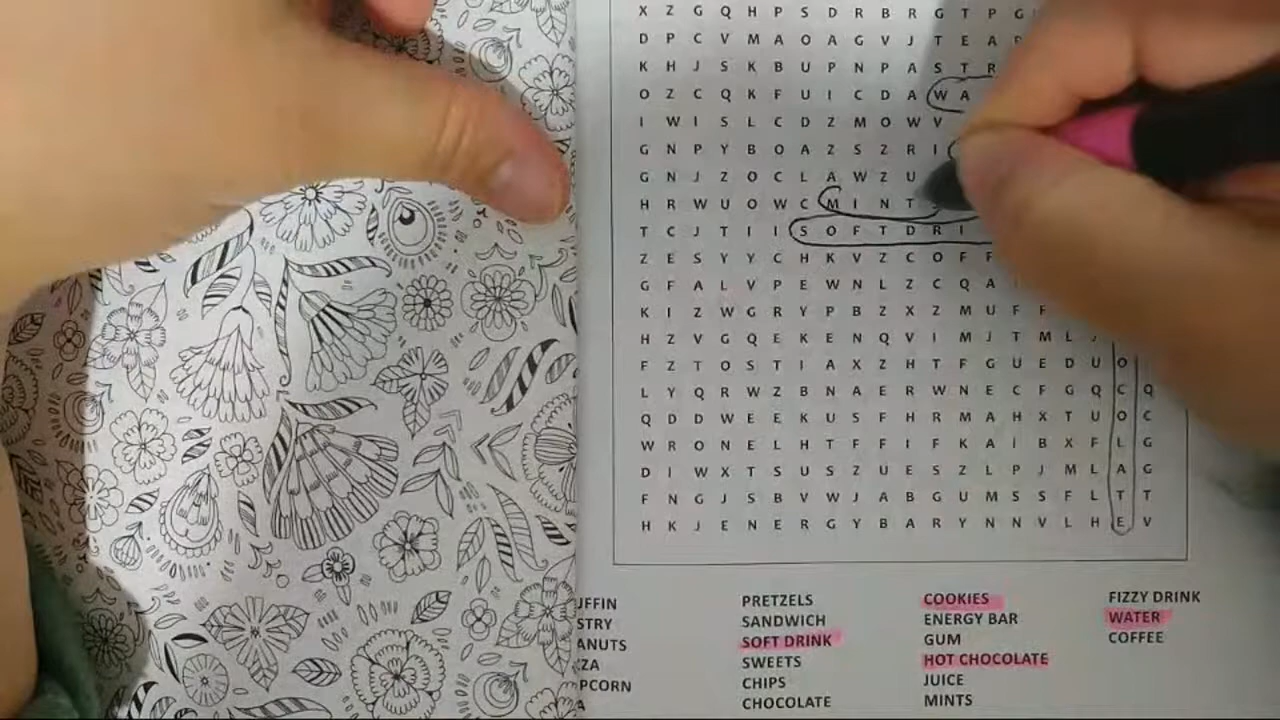 X Z G Q H P S D R B R G T P G
D P C V M A O A G V J T E A
K H J S K B U P N P A S T R
O Z C Q K F U I C D A W A
I W I S L C D Z M O W V
G N P Y B O A Z S Z R I
G N J Z O C L A W Z U
H R W U O W C M I N T
T C J T I I S O F T D R I
Z E S Y Y C H K V Z C O F F
G F A L V P E W N L Z C Q A
K I Z W G R Y P B Z X Z M U F F
H Z V G Q E K E N Q V I M J T M L J
F Z T O S T I A X Z H T F G U E D U O
L Y Q R W Z B N A E R W N E C F G Q C Q
Q D D W E E K U S F H R M A H X T U O C
W R O N E L H T F F I F K A I B X F L G
D I W X T S U S Z U E S Z L P J M L A G
F N G J S B V W J A B G U M S S F L T T
H K J E N E R G Y B A R Y N N V L H E V
UFFIN PRETZELS COOKIES FIZZY DRINK
STRY SANDWICH ENERGY BAR WATER
ANUTS SOFT DRINK GUM COFFEE
ZA SWEETS HOT CHOCOLATE
PCORN CHIPS JUICE
A CHOCOLATE MINTS